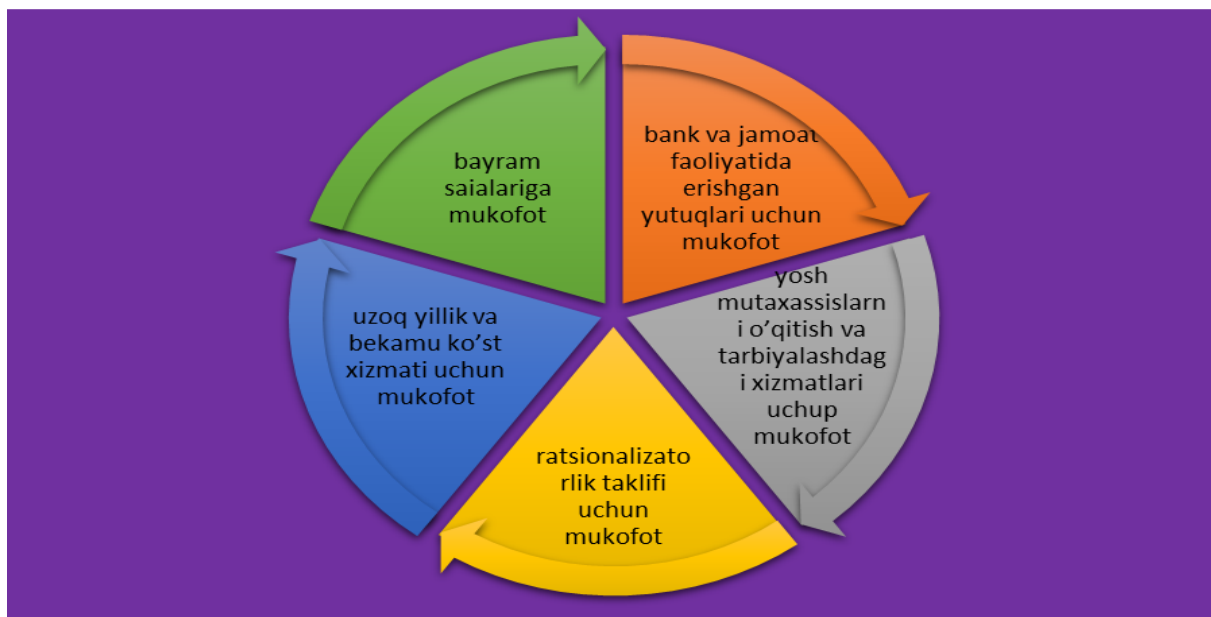 bank va jamoat
faoliyatida
erishgan
yutuqlari uchun
mukofot
yosh
mutaxassislarn
i o’qitish va
tarbiyalashdag
i xizmatlari
uchup
mukofot
ratsionalizato
rlik taklifi
uchun
mukofot
uzoq yillik va
bekamu ko’st
xizmati uchun
mukofot
bayram
saialariga
mukofot